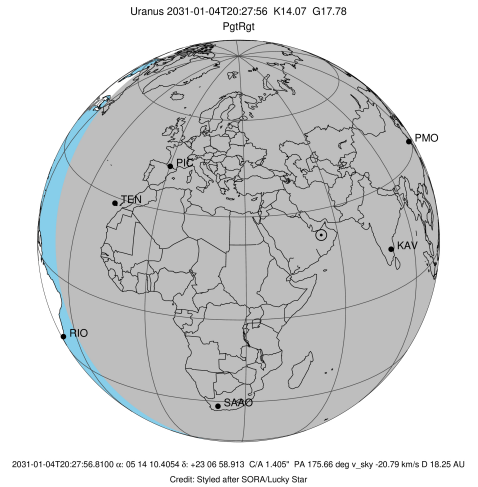 Uranus 2031-01-04T20:27:56 K14.07 G17.78
PgtRgt
PMO
PIC
TEN
KAV
RIO
SAAO
2031-01-04T20:27:56.8100 α: 05 14 10.4054 δ: +23 06 58.913 C/A 1.405" PA 175.66 deg v_sky -20.79 km/s D 18.25 AU
Credit: Styled after SORA/Lucky Star